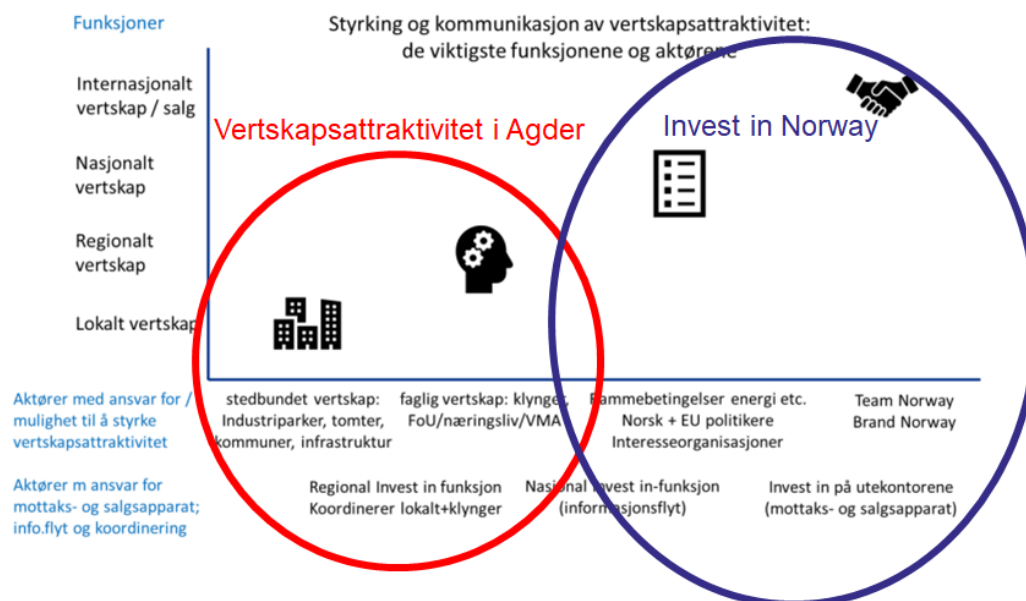 Funksjoner
Styrking og kommunikasjon av vertskapsattraktivitet:
de viktigste funksjonene og aktørene
Internasjonalt
vertskap / salg
Vertskapsattraktivitet i Agder
Invest in Norway
Nasjonalt
vertskap
Regionalt
vertskap
Lokalt vertskap
Aktører med ansvar for /
mulighet til å styrke
vertskapsattraktivitet
stedbundet vertskap:
Industriparker, tomter,
kommuner, infrastruktur
faglig vertskap: klynger,
FoU/næringsliv/VMA
Rammebetingelser energi etc.
Norsk + EU politikere
Interesseorganisasjoner
Team Norway
Brand Norway
Aktører m ansvar for
mottaks- og salgsapparat;
info.flyt og koordinering
Regional Invest in funksjon
Koordinerer lokalt+klynger
Nasjonal Invest in-funksjon
(informasjonsflyt)
Invest in på utekontorene
(mottaks- og salgsapparat)